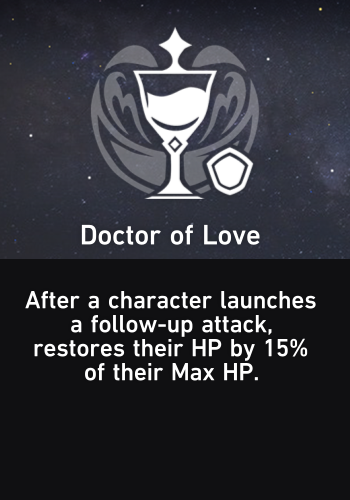 Doctor of Love
After a character launches
a follow-up attack,
restores their HP by 15%
of their Max HP.